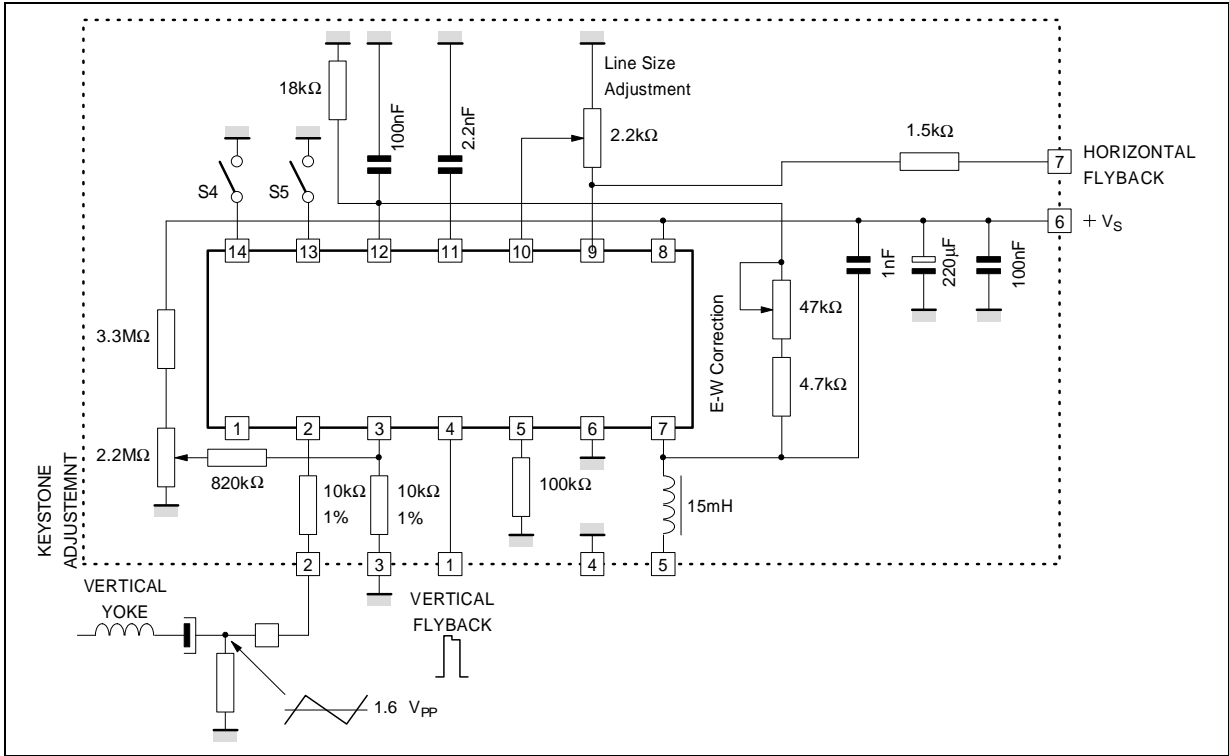 18kΩ
100nF
2.2nF
Line Size
Adjustment
2.2kΩ
1.5kΩ
7
HORIZONTAL
FLYBACK
S4
S5
6
+ VS
14
13
12
11
10
9
8
1nF
220µF
100nF
3.3MΩ
47kΩ
E-W Correction
4.7kΩ
1
2
3
4
5
6
7
2.2MΩ
820kΩ
10kΩ
1%
10kΩ
1%
100kΩ
15mH
KEYSTONE
ADJUSTEMNT
2
3
1
4
5
VERTICAL
YOKE
VERTICAL
FLYBACK
1.6 VPP